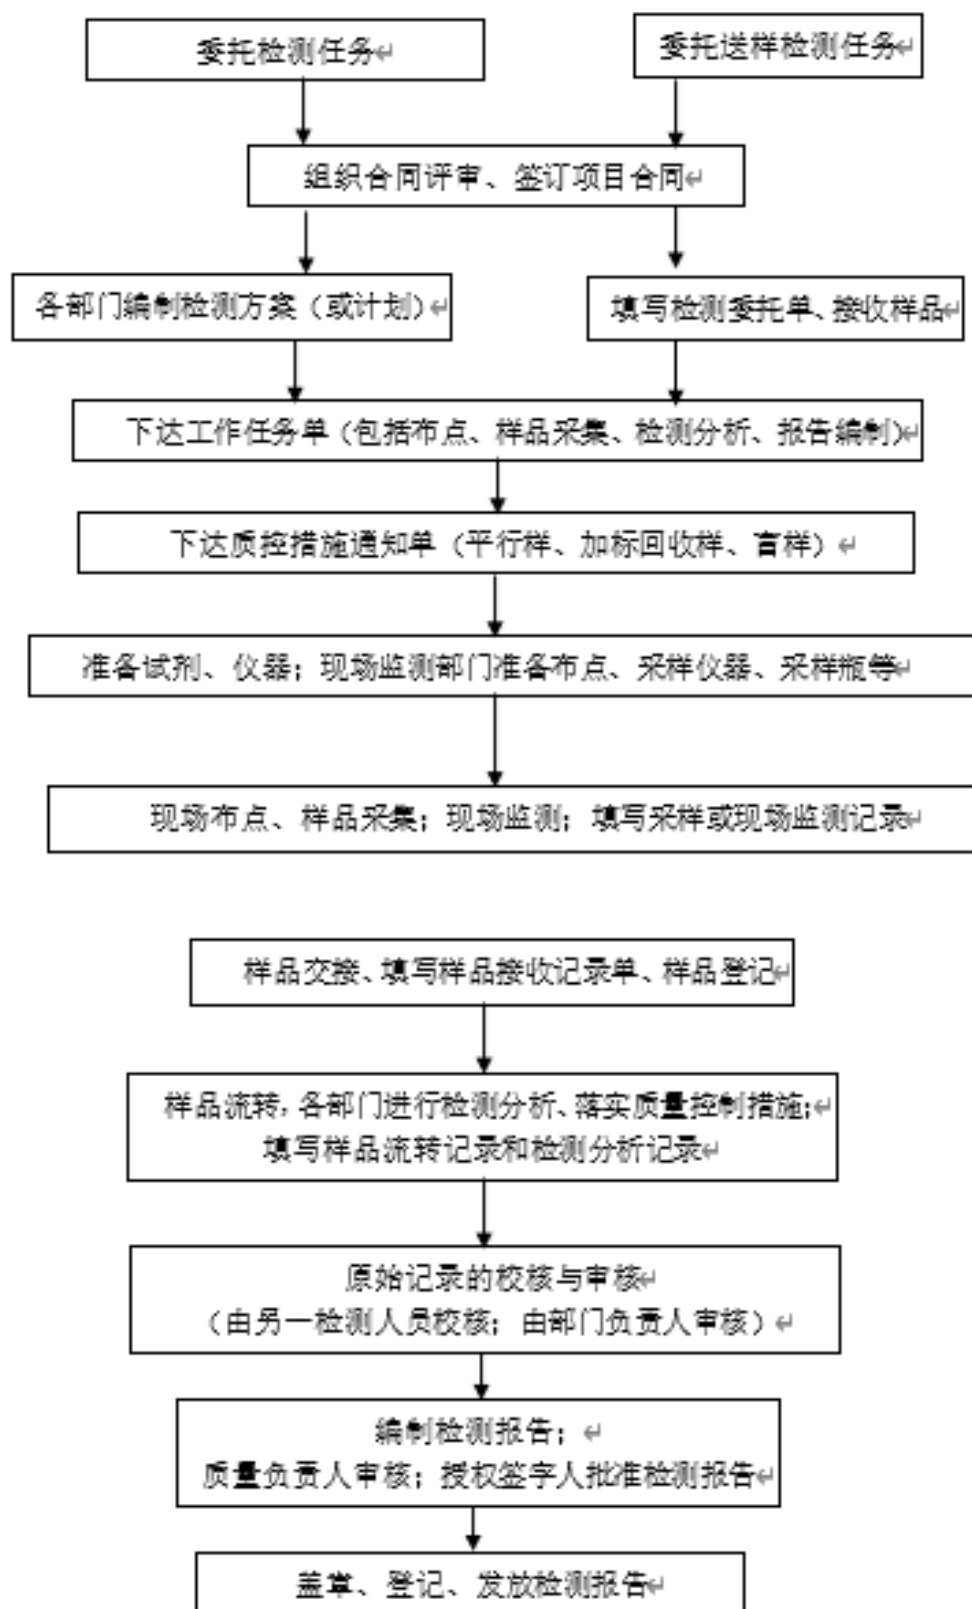 委托检测任务
委托送样检测任务
组织合同评审、签订项目合同
各部门编制检测方案（或计划）
填写检测委托单、接收样品
下达工作任务单（包括布点、样品采集、检测分析、报告编制）
下达质控措施通知单（平行样、加标回收样、盲样）
准备试剂、仪器；现场监测部门准备布点、采样仪器、采样瓶等
现场布点、样品采集；现场监测；填写采样或现场监测记录
样品交接、填写样品接收记录单、样品登记
样品流转，各部门进行检测分析、落实质量控制措施；
填写样品流转记录和检测分析记录
原始记录的校核与审核
（由另一检测人员校核；由部门负责人审核）
编制检测报告；
质量负责人审核；授权签字人批准检测报告
盖章、登记、发放检测报告